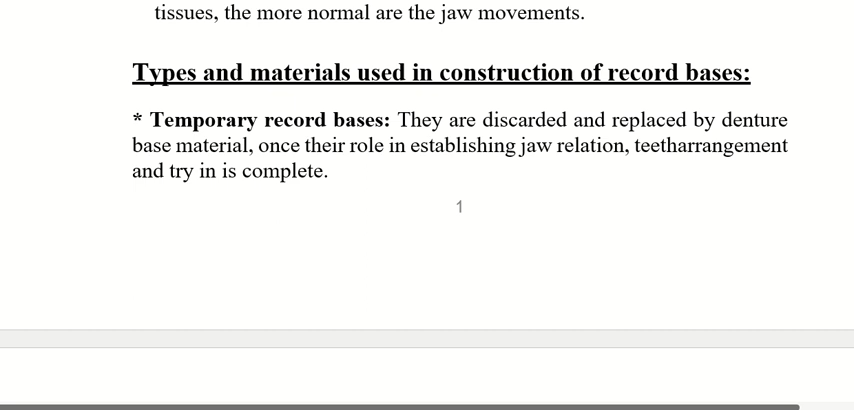 tissues, the more normal are the jaw movements.
Types and materials used in construction of record bases:
* Temporary record bases: They are discarded and replaced by denture
base material, once their role in establishing jaw relation, teetharrangement
and try in is complete.
1